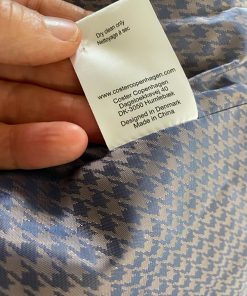 Dry clean only
Nettoyage à sec
www.costercopenhagen.com
Coster Copenhagen
Dageløkkevej 40
DK-3050 Humlebæk
Designed in Denmark
Made in China